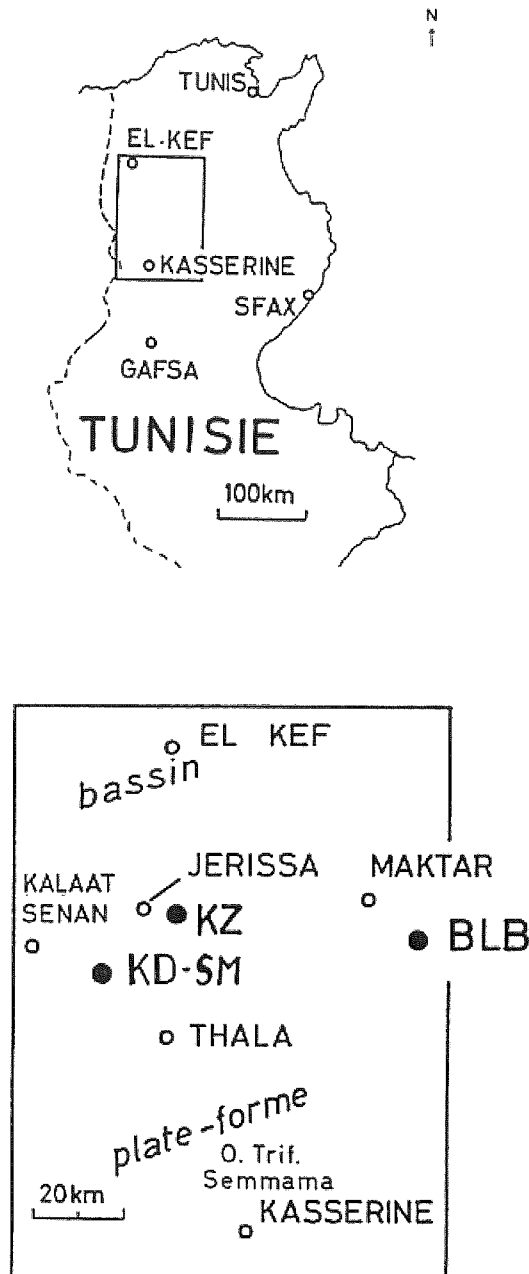 N
TUNIS
EL-KEF
KASSERINE
SFAX
GAFSA
TUNISIE
100km
EL KEF
bassin
JERISSA
MAKTAR
KALAAT
SENAN
KZ
BLB
KD-SM
THALA
plate-forme
O. Trif.
Semmama
20km
KASSERINE